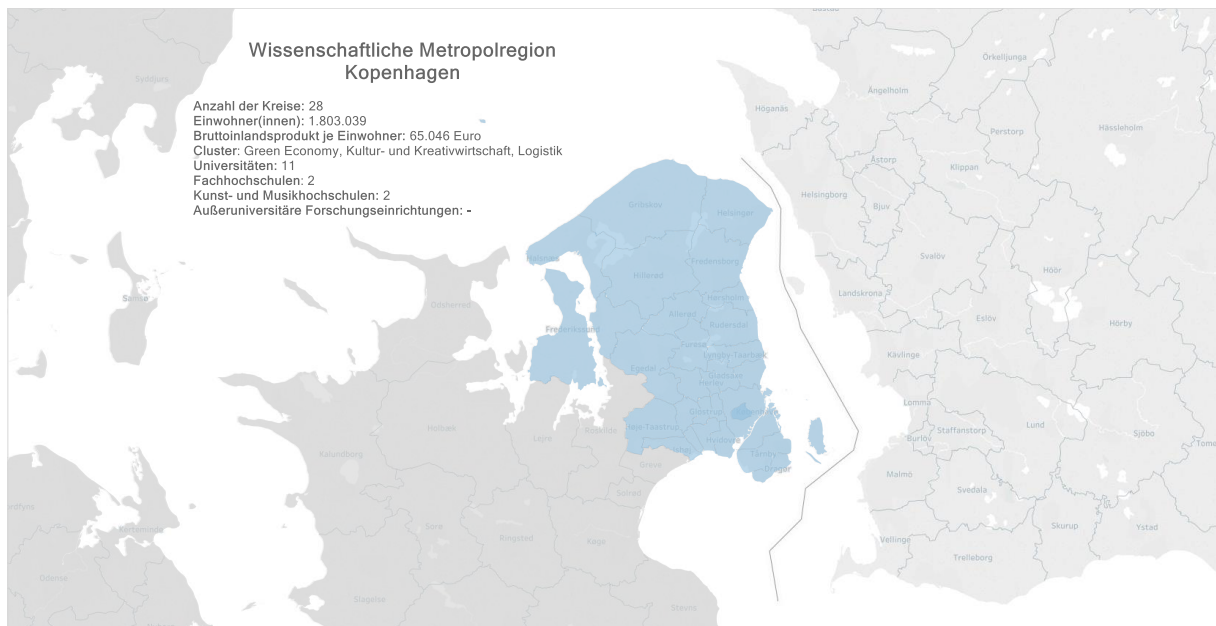 Wissenschaftliche Metropolregion
Kopenhagen
Anzahl der Kreise: 28
Einwohner(innen): 1.803.039
Bruttoinlandsprodukt je Einwohner: 65.046 Euro
Cluster: Green Economy, Kultur- und Kreativwirtschaft, Logistik
Universitäten: 11
Fachhochschulen: 2
Kunst- und Musikhochschulen: 2
Außeruniversitäre Forschungseinrichtungen: -
Örkelljunga
Syddjurs
Ängelholm
Höganäs
Perstorp
Hässleholm
Åstorp
Klippan
Helsingborg
Bjuv
Gribskov
Helsingør
Svalöv
Fredensborg
Hillerød
Höör
Landskrona
Samsø
Hørsholm
Odsherred
Allerød
Eslöv
Rudersdal
Hörby
Frederikssund
Furesø
Kävlinge
Lyngby-Taarbæk
Egedal
Gladsaxe
Herlev
Lomma
Glostrup
Lund
Holbæk
Høje-Taastrup
Staffanstorp
Sjöbo
Lejre
Roskilde
Hvidovre
Burlöv
Kalundborg
Tårnby
Greve
Dragør
Malmö
Solrød
Svedala
Kerteminde
Sorø
Skurup
Ystad
Ringsted
Køge
Vellinge
Trelleborg
Odense
Slagelse
Stevns